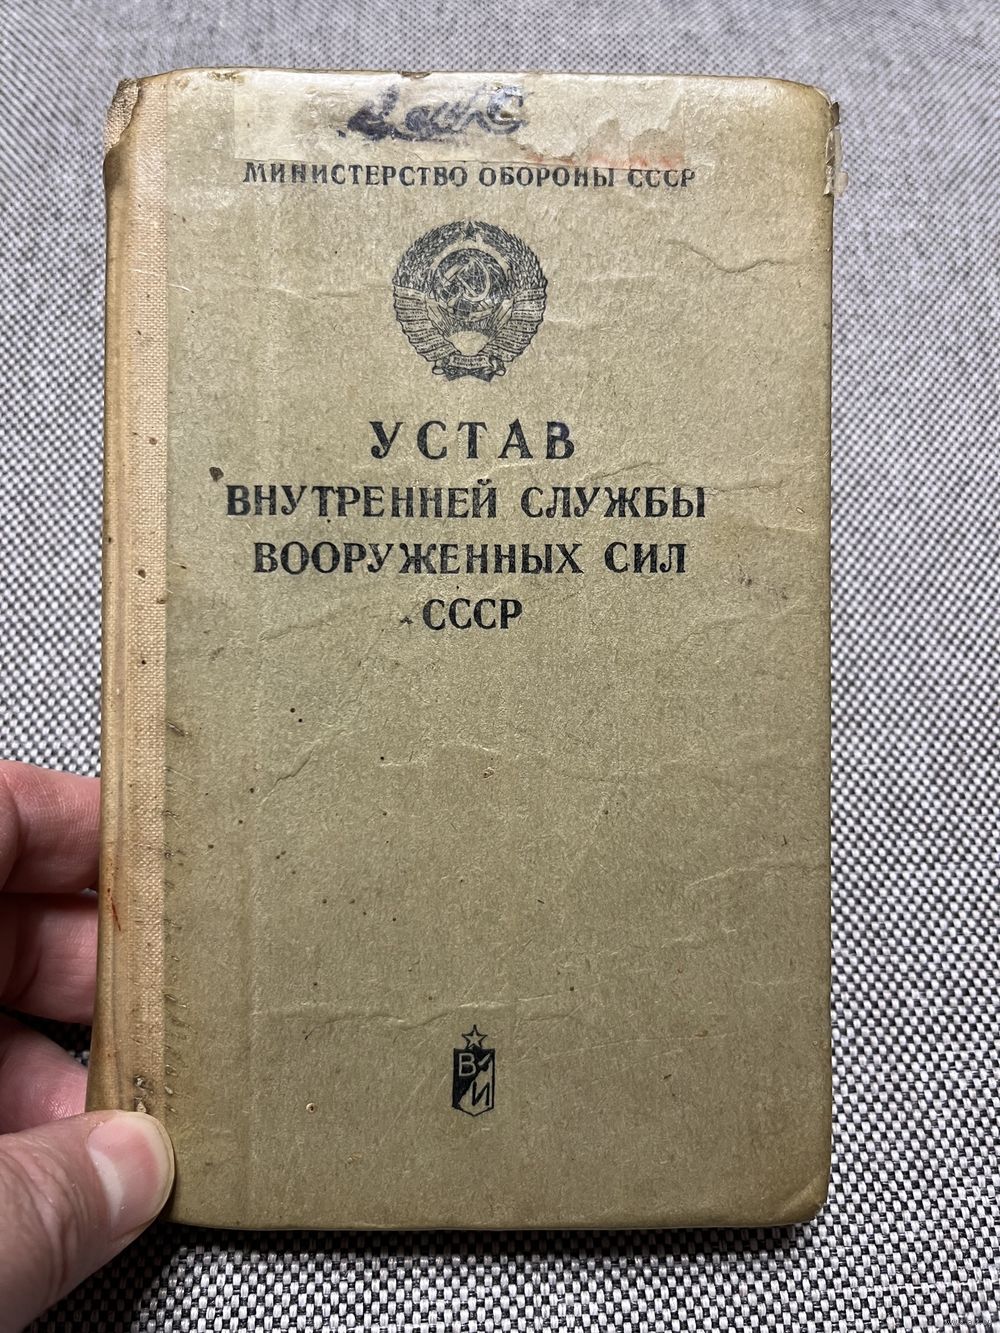 МИНИСТЕРСТВО ОБОРОНЫ СССР
УСТАВ
ВНУТРЕННЕЙ СЛУЖБЫ
ВООРУЖЕННЫХ СИЛ
СССР
В
И